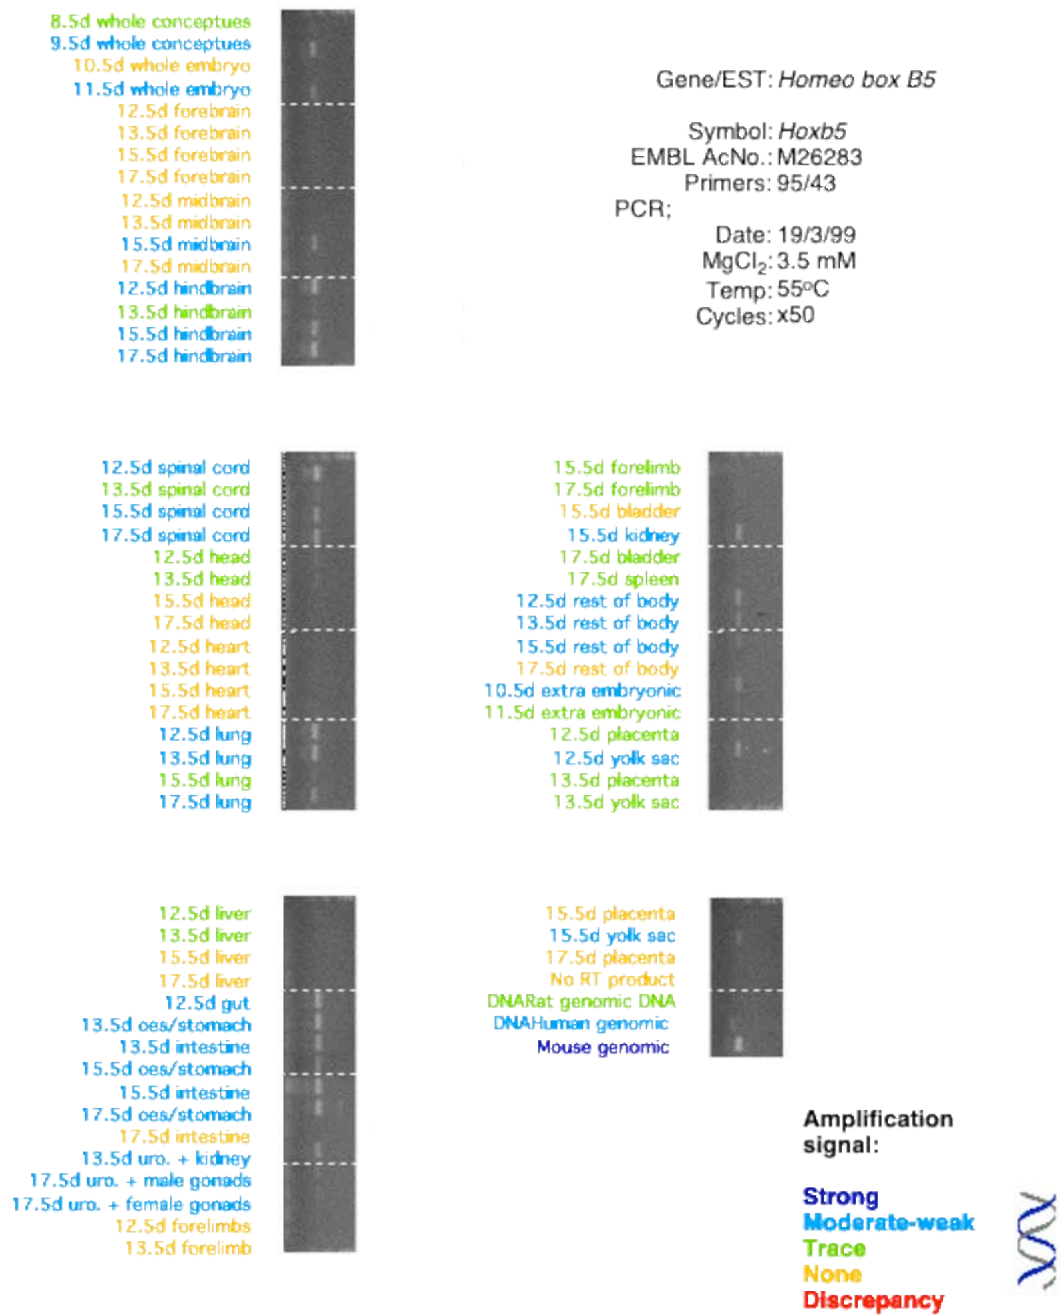 8.5d whole conceptues
9.5d whole conceptues
10.5d whole embryo
11.5d whole embryo
12.5d forebrain
13.5d forebrain
15.5d forebrain
17.5d forebrain
12.5d midbrain
13.5d midbrain
15.5d midbrain
17.5d midbrain
12.5d hindbrain
13.5d hindbrain
15.5d hindbrain
17.5d hindbrain
Gene/EST: Homeo box B5
Symbol: Hoxb5
EMBL AcNo.: M26283
Primers: 95/43
PCR;
Date: 19/3/99
MgCl₂: 3.5 mM
Temp: 55°C
Cycles: x50
12.5d spinal cord
13.5d spinal cord
15.5d spinal cord
17.5d spinal cord
12.5d head
13.5d head
15.5d head
17.5d head
12.5d heart
13.5d heart
15.5d heart
17.5d heart
12.5d lung
13.5d lung
15.5d lung
17.5d lung
15.5d forelimb
17.5d forelimb
15.5d bladder
15.5d kidney
17.5d bladder
17.5d spleen
12.5d rest of body
13.5d rest of body
15.5d rest of body
17.5d rest of body
10.5d extra embryonic
11.5d extra embryonic
12.5d placenta
12.5d yolk sac
13.5d placenta
13.5d yolk sac
12.5d liver
13.5d liver
15.5d liver
17.5d liver
12.5d gut
13.5d oes/stomach
13.5d intestine
15.5d oes/stomach
15.5d intestine
17.5d oes/stomach
17.5d intestine
13.5d uro. + kidney
17.5d uro. + male gonads
17.5d uro. + female gonads
12.5d forelimbs
13.5d forelimb
15.5d placenta
15.5d yolk sac
17.5d placenta
No RT product
DNARat genomic DNA
DNAHuman genomic
Mouse genomic
Amplification
signal:
Strong
Moderate-weak
Trace
None
Discrepancy